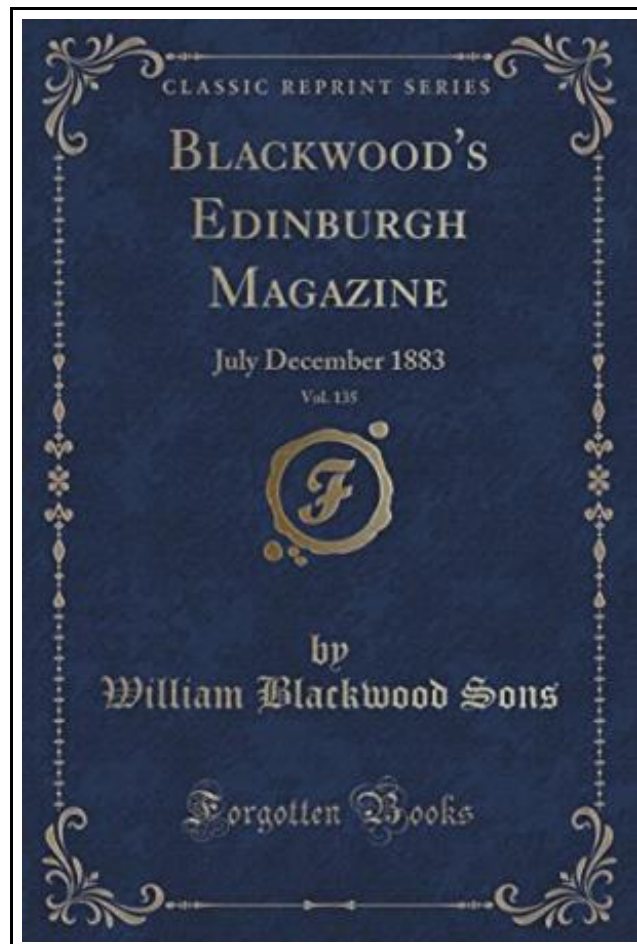 CLASSIC REPRINT SERIES
BLACKWOOD'S
EDINBURGH
MAGAZINE
July December 1883
Vol. 135
F
by
William Blackwood Sons
Forgotten Books